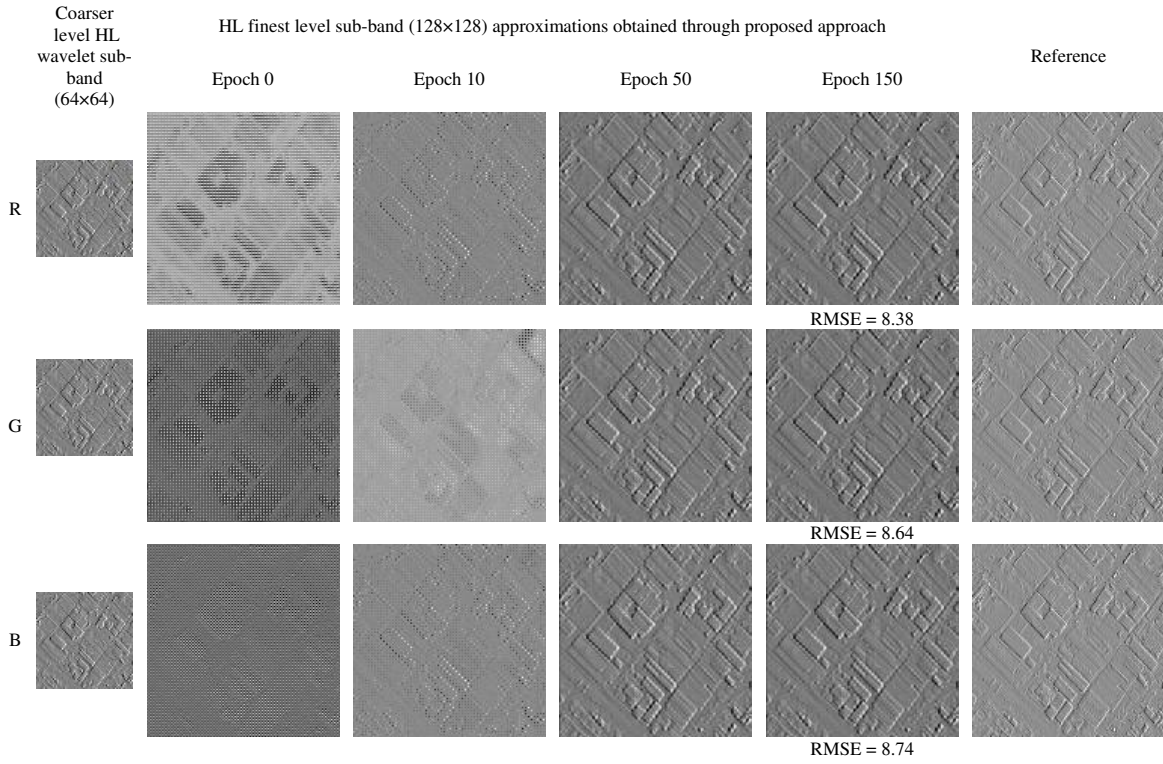 Coarser
level HL
wavelet sub-
band
(64×64)
HL finest level sub-band (128×128) approximations obtained through proposed approach
Epoch 0
Epoch 10
Epoch 50
Epoch 150
Reference
R
RMSE = 8.38
G
RMSE = 8.64
B
RMSE = 8.74